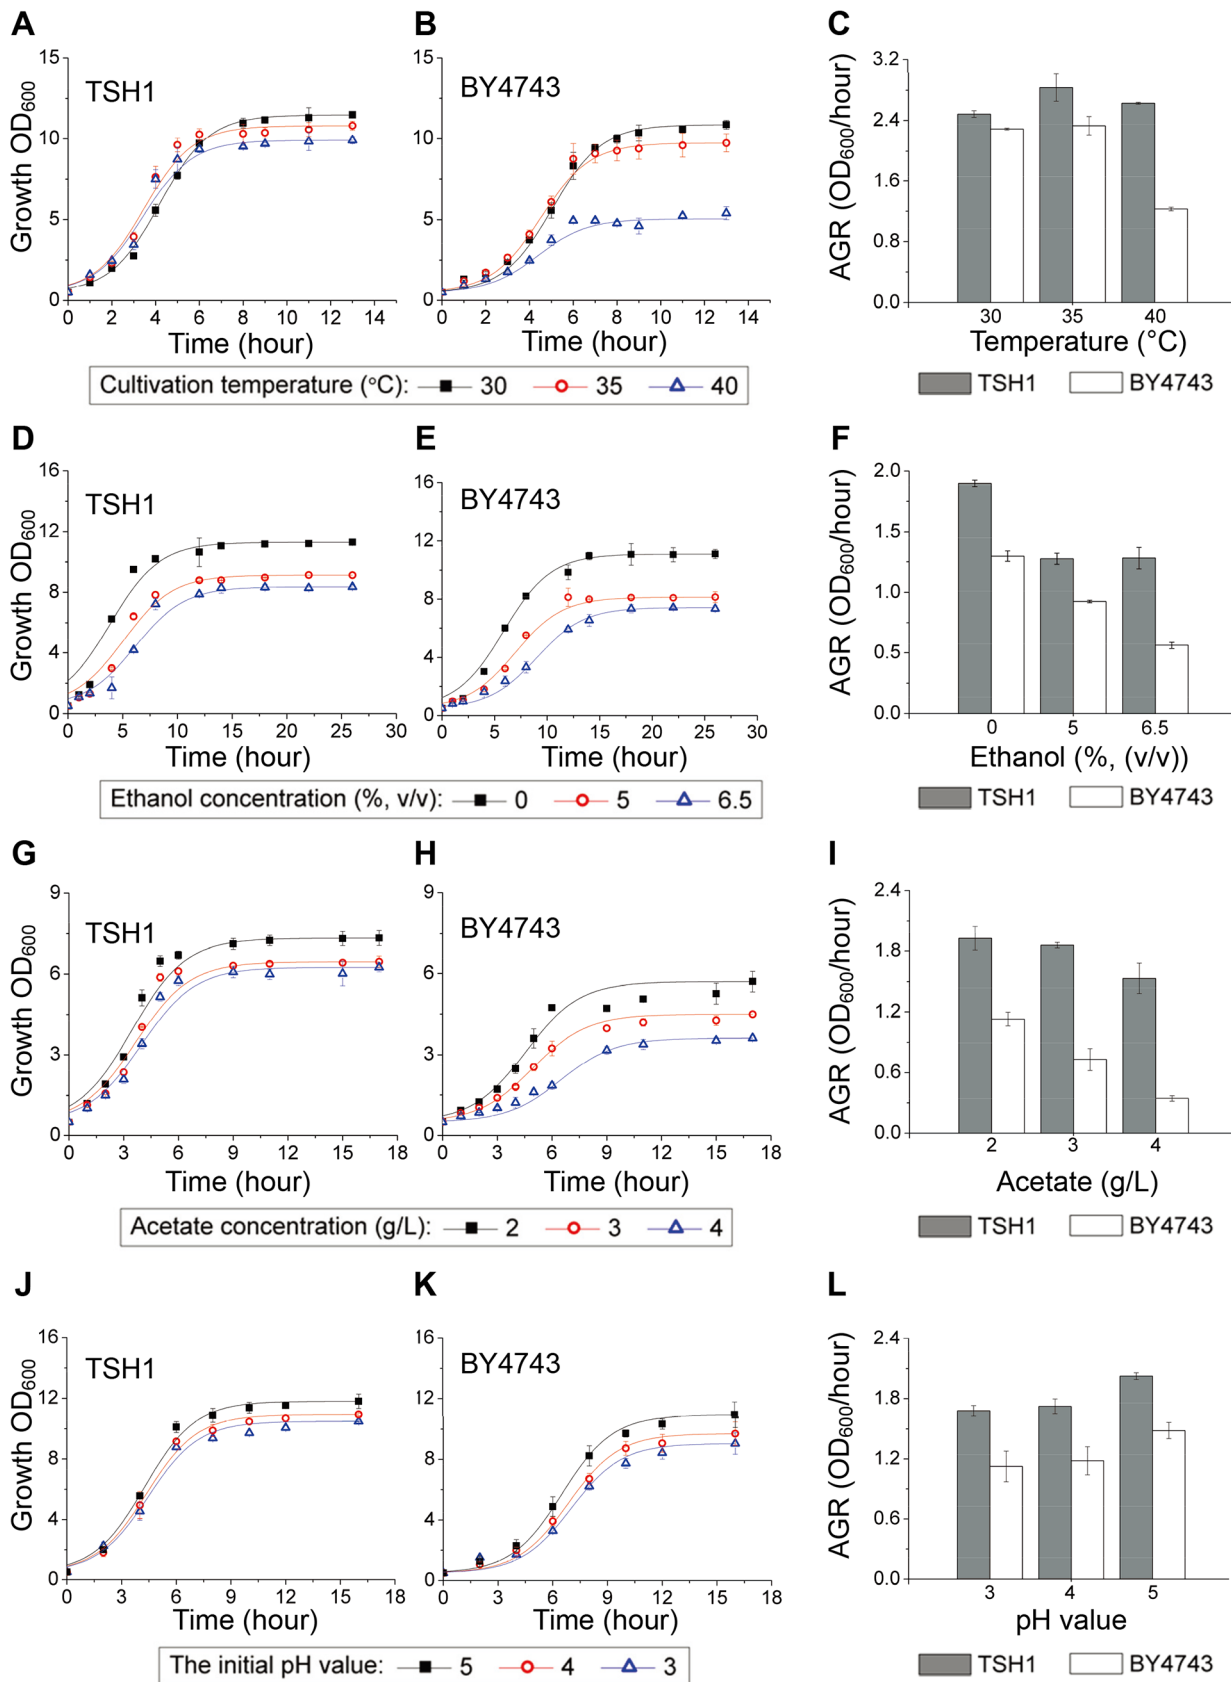 A
B
C
15
10
5
0
Growth OD600
TSH1
0 2 4 6 8 10 12 14
Time (hour)
15
10
5
0
BY4743
0 2 4 6 8 10 12 14
Time (hour)
3.2
2.4
1.6
0.8
0.0
AGR (OD600/hour)
30 35 40
Temperature (°C)
Cultivation temperature (°C): 30 35 40
TSH1 BY4743
D
E
F
16
12
8
4
0
Growth OD600
TSH1
0 5 10 15 20 25 30
Time (hour)
16
12
8
4
0
BY4743
0 5 10 15 20 25 30
Time (hour)
2.0
1.5
1.0
0.5
0.0
AGR (OD600/hour)
0 5 6.5
Ethanol (%, (v/v))
Ethanol concentration (%, v/v): 0 5 6.5
TSH1 BY4743
G
H
I
9
6
3
0
Growth OD600
TSH1
0 3 6 9 12 15 18
Time (hour)
9
6
3
0
BY4743
0 3 6 9 12 15 18
Time (hour)
2.4
1.8
1.2
0.6
0.0
AGR (OD600/hour)
2 3 4
Acetate (g/L)
Acetate concentration (g/L): 2 3 4
TSH1 BY4743
J
K
L
16
12
8
4
0
Growth OD600
TSH1
0 3 6 9 12 15 18
Time (hour)
16
12
8
4
0
BY4743
0 3 6 9 12 15 18
Time (hour)
2.4
1.8
1.2
0.6
0.0
AGR (OD600/hour)
3 4 5
pH value
The initial pH value: 5 4 3
TSH1 BY4743